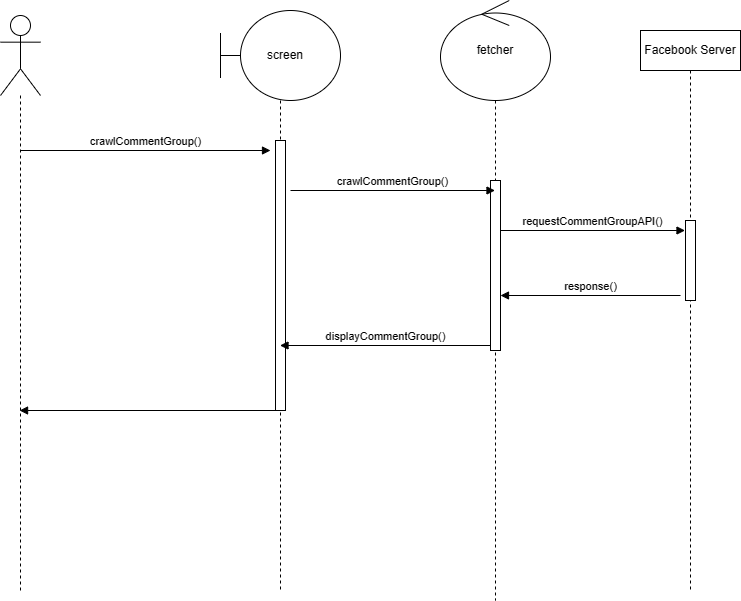 screen
fetcher
Facebook Server
crawlCommentGroup()
crawlCommentGroup()
requestCommentGroupAPI()
response()
displayCommentGroup()